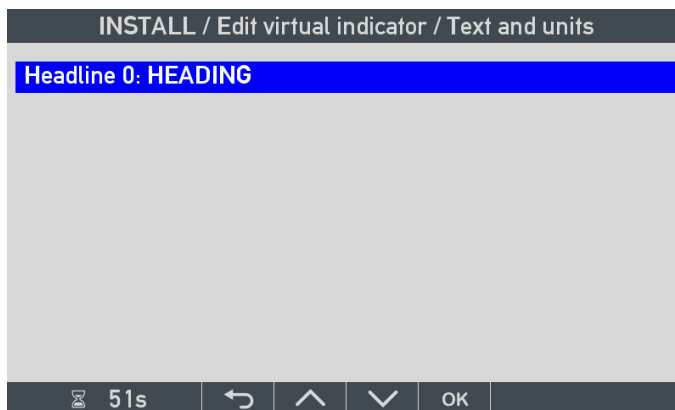 INSTALL / Edit virtual indicator / Text and units
Headline 0: HEADING
51s OK